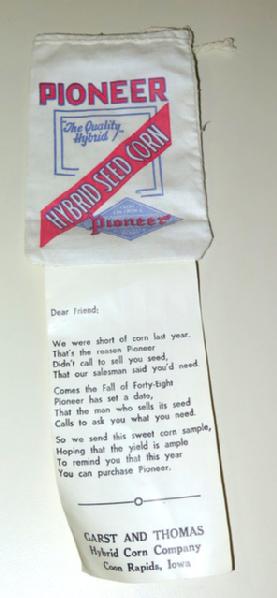 PIONEER
The Quality
Hybrid
HYBRID SEED CORN
Pioneer
Dear Friend:
We were short of corn last year.
That's the reason Pioneer
Didn't call to sell you seed,
That our salesman said you'd need.
Comes the Fall of Forty-Eight
Pioneer has set a date,
That the man who sells its seed
Calls to ask you what you need.
So we send this sweet corn sample,
Hoping that the yield is ample
To remind you that this year
You can purchase Pioneer.
GARST AND THOMAS
Hybrid Corn Company
Coon Rapids, Iowa